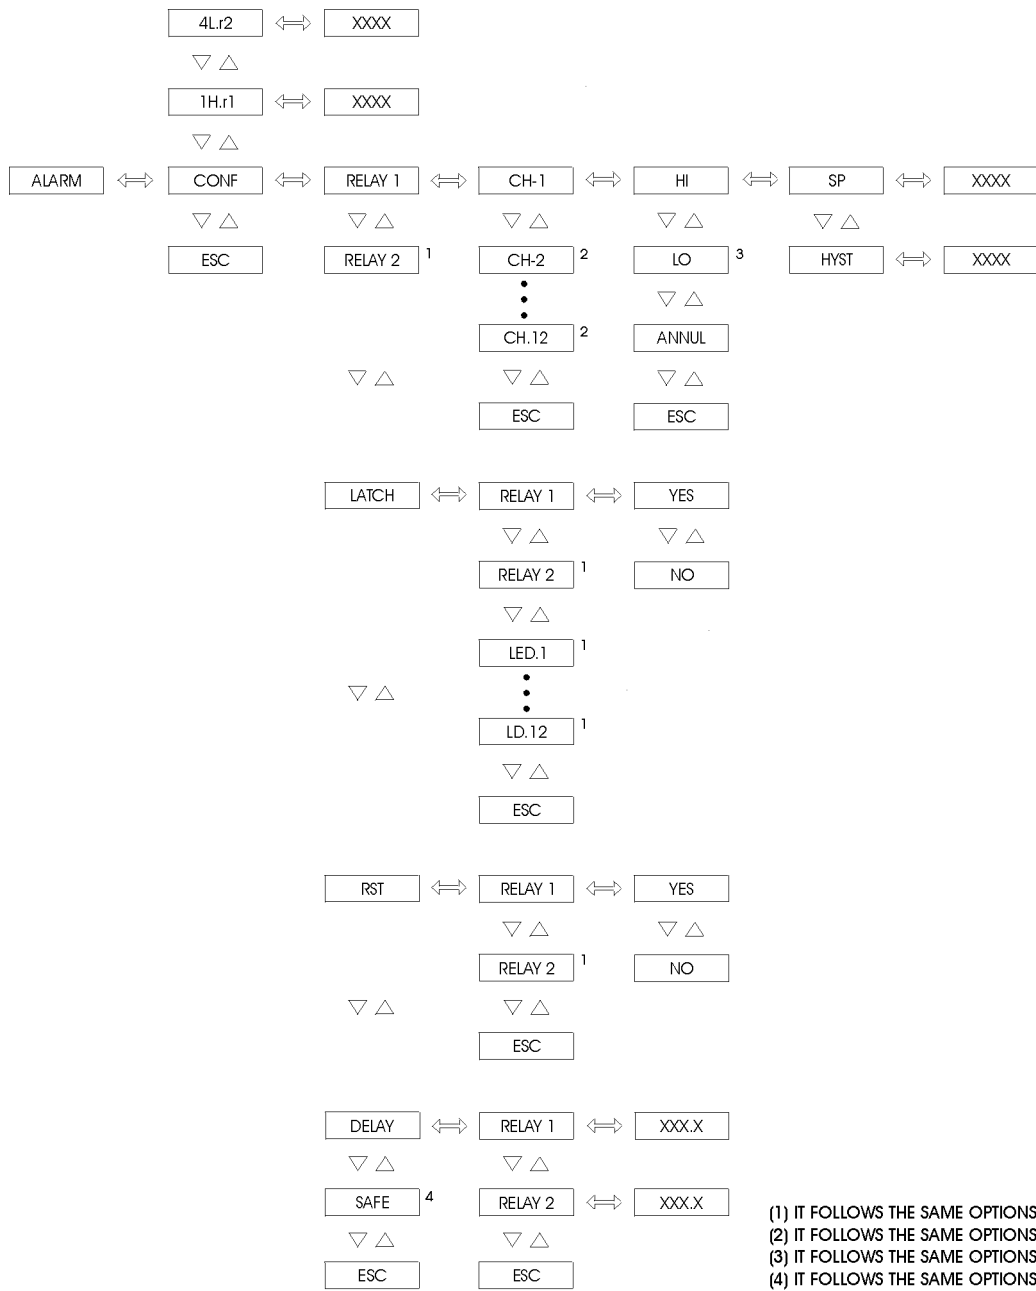 4L.r2 XXXX
1H.r1 XXXX
ALARM CONF RELAY 1 CH-1 HI SP XXXX
ESC RELAY 2 1 CH-2 2 LO 3 HYST XXXX
CH.12 2 ANNUL
ESC ESC
LATCH RELAY 1 YES
RELAY 2 1 NO
LED.1 1
LD.12 1
ESC
RST RELAY 1 YES
RELAY 2 1 NO
ESC
DELAY RELAY 1 XXX.X
SAFE 4 RELAY 2 XXX.X
ESC ESC
(1) IT FOLLOWS THE SAME OPTIONS
(2) IT FOLLOWS THE SAME OPTIONS
(3) IT FOLLOWS THE SAME OPTIONS
(4) IT FOLLOWS THE SAME OPTIONS